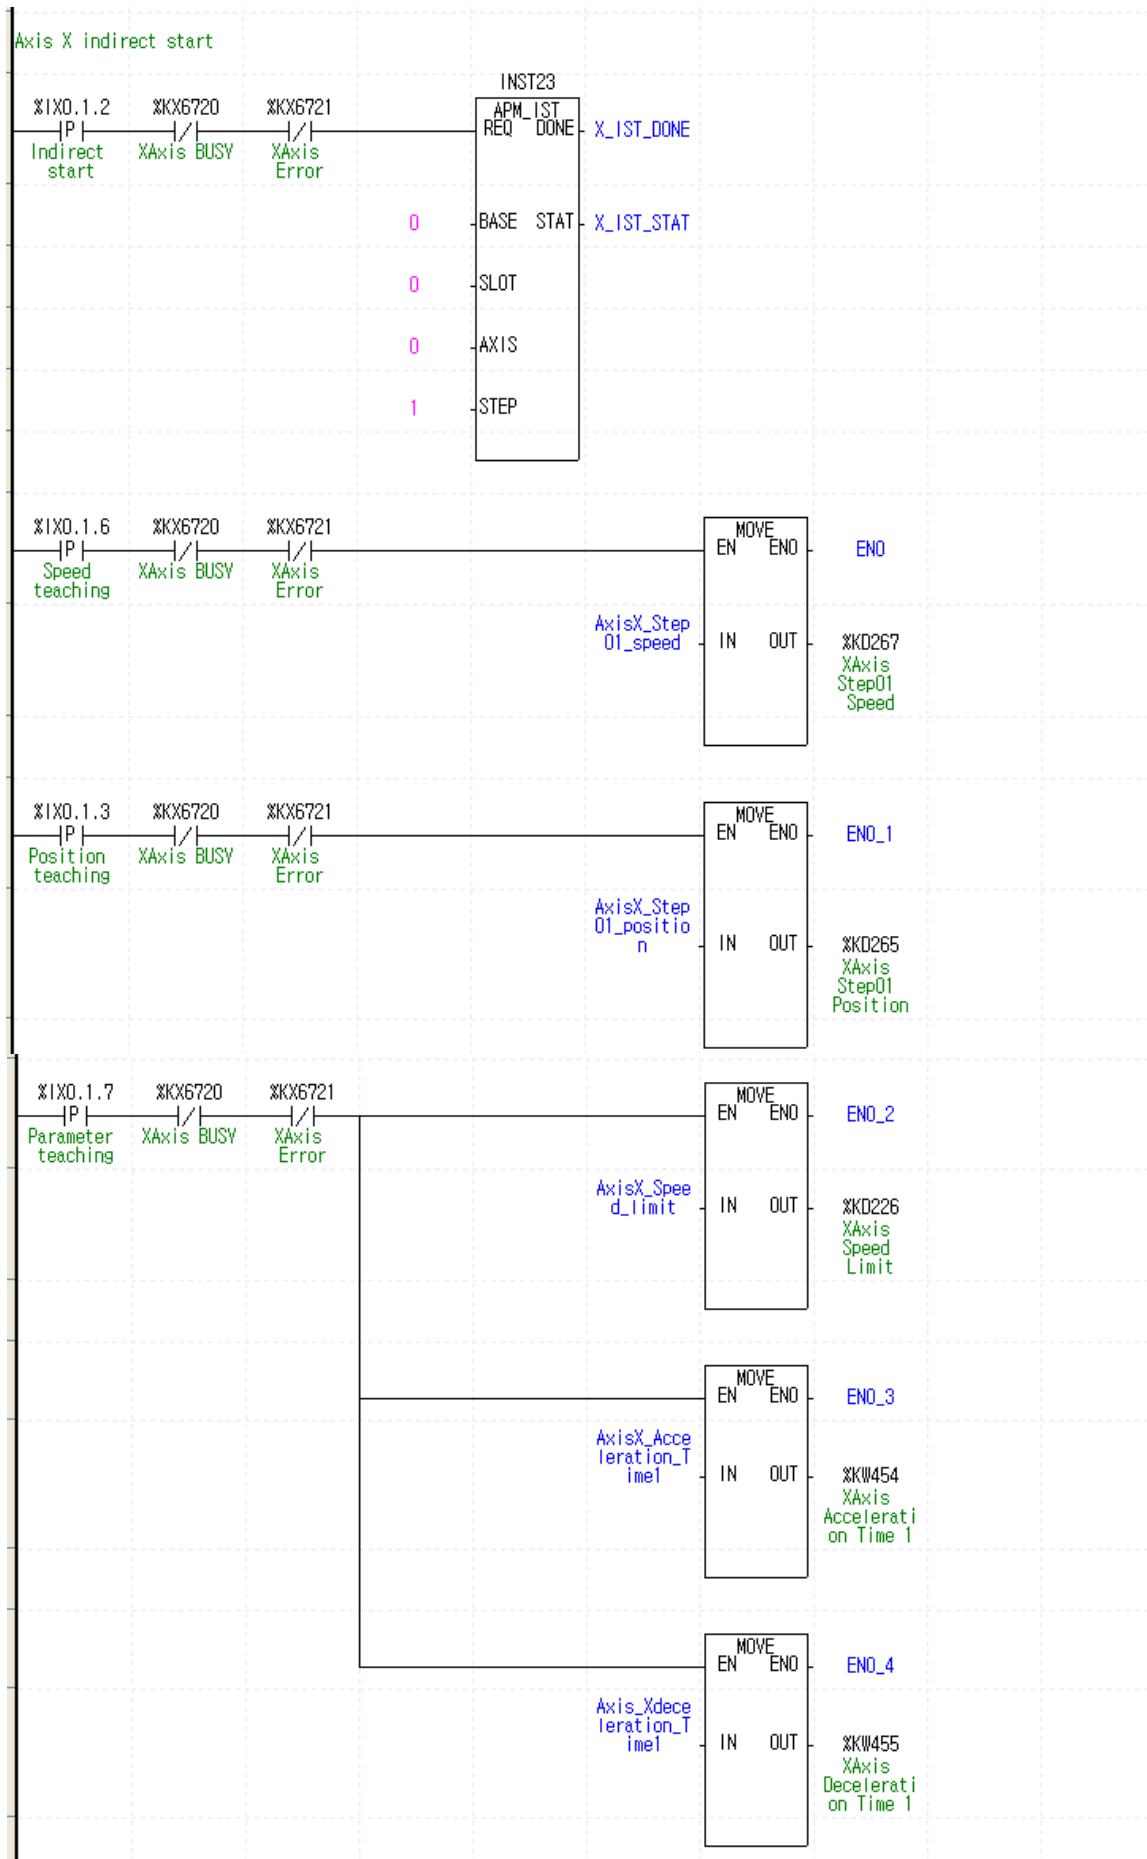 Axis X indirect start
INST23
%IX0.1.2 %KX6720 %KX6721
APM_IST
P / / REQ DONE X_IST_DONE
Indirect XAxis BUSY XAxis
start Error
0 BASE STAT X_IST_STAT
0 SLOT
0 AXIS
1 STEP
%IX0.1.6 %KX6720 %KX6721
MOVE
P / / EN ENO ENO
Speed XAxis BUSY XAxis
teaching Error
AxisX_Step
01_speed IN OUT %KD267
XAxis
Step01
Speed
%IX0.1.3 %KX6720 %KX6721
MOVE
P / / EN ENO ENO_1
Position XAxis BUSY XAxis
teaching Error
AxisX_Step
01_positio
n IN OUT %KD265
XAxis
Step01
Position
%IX0.1.7 %KX6720 %KX6721
MOVE
P / / EN ENO ENO_2
Parameter XAxis BUSY XAxis
teaching Error
AxisX_Spee
d_limit IN OUT %KD226
XAxis
Speed
Limit
MOVE
EN ENO ENO_3
AxisX_Acce
leration_T
ime1 IN OUT %KW454
XAxis
Accelerati
on Time 1
MOVE
EN ENO ENO_4
Axis_Xdece
leration_T
ime1 IN OUT %KW455
XAxis
Decelerati
on Time 1